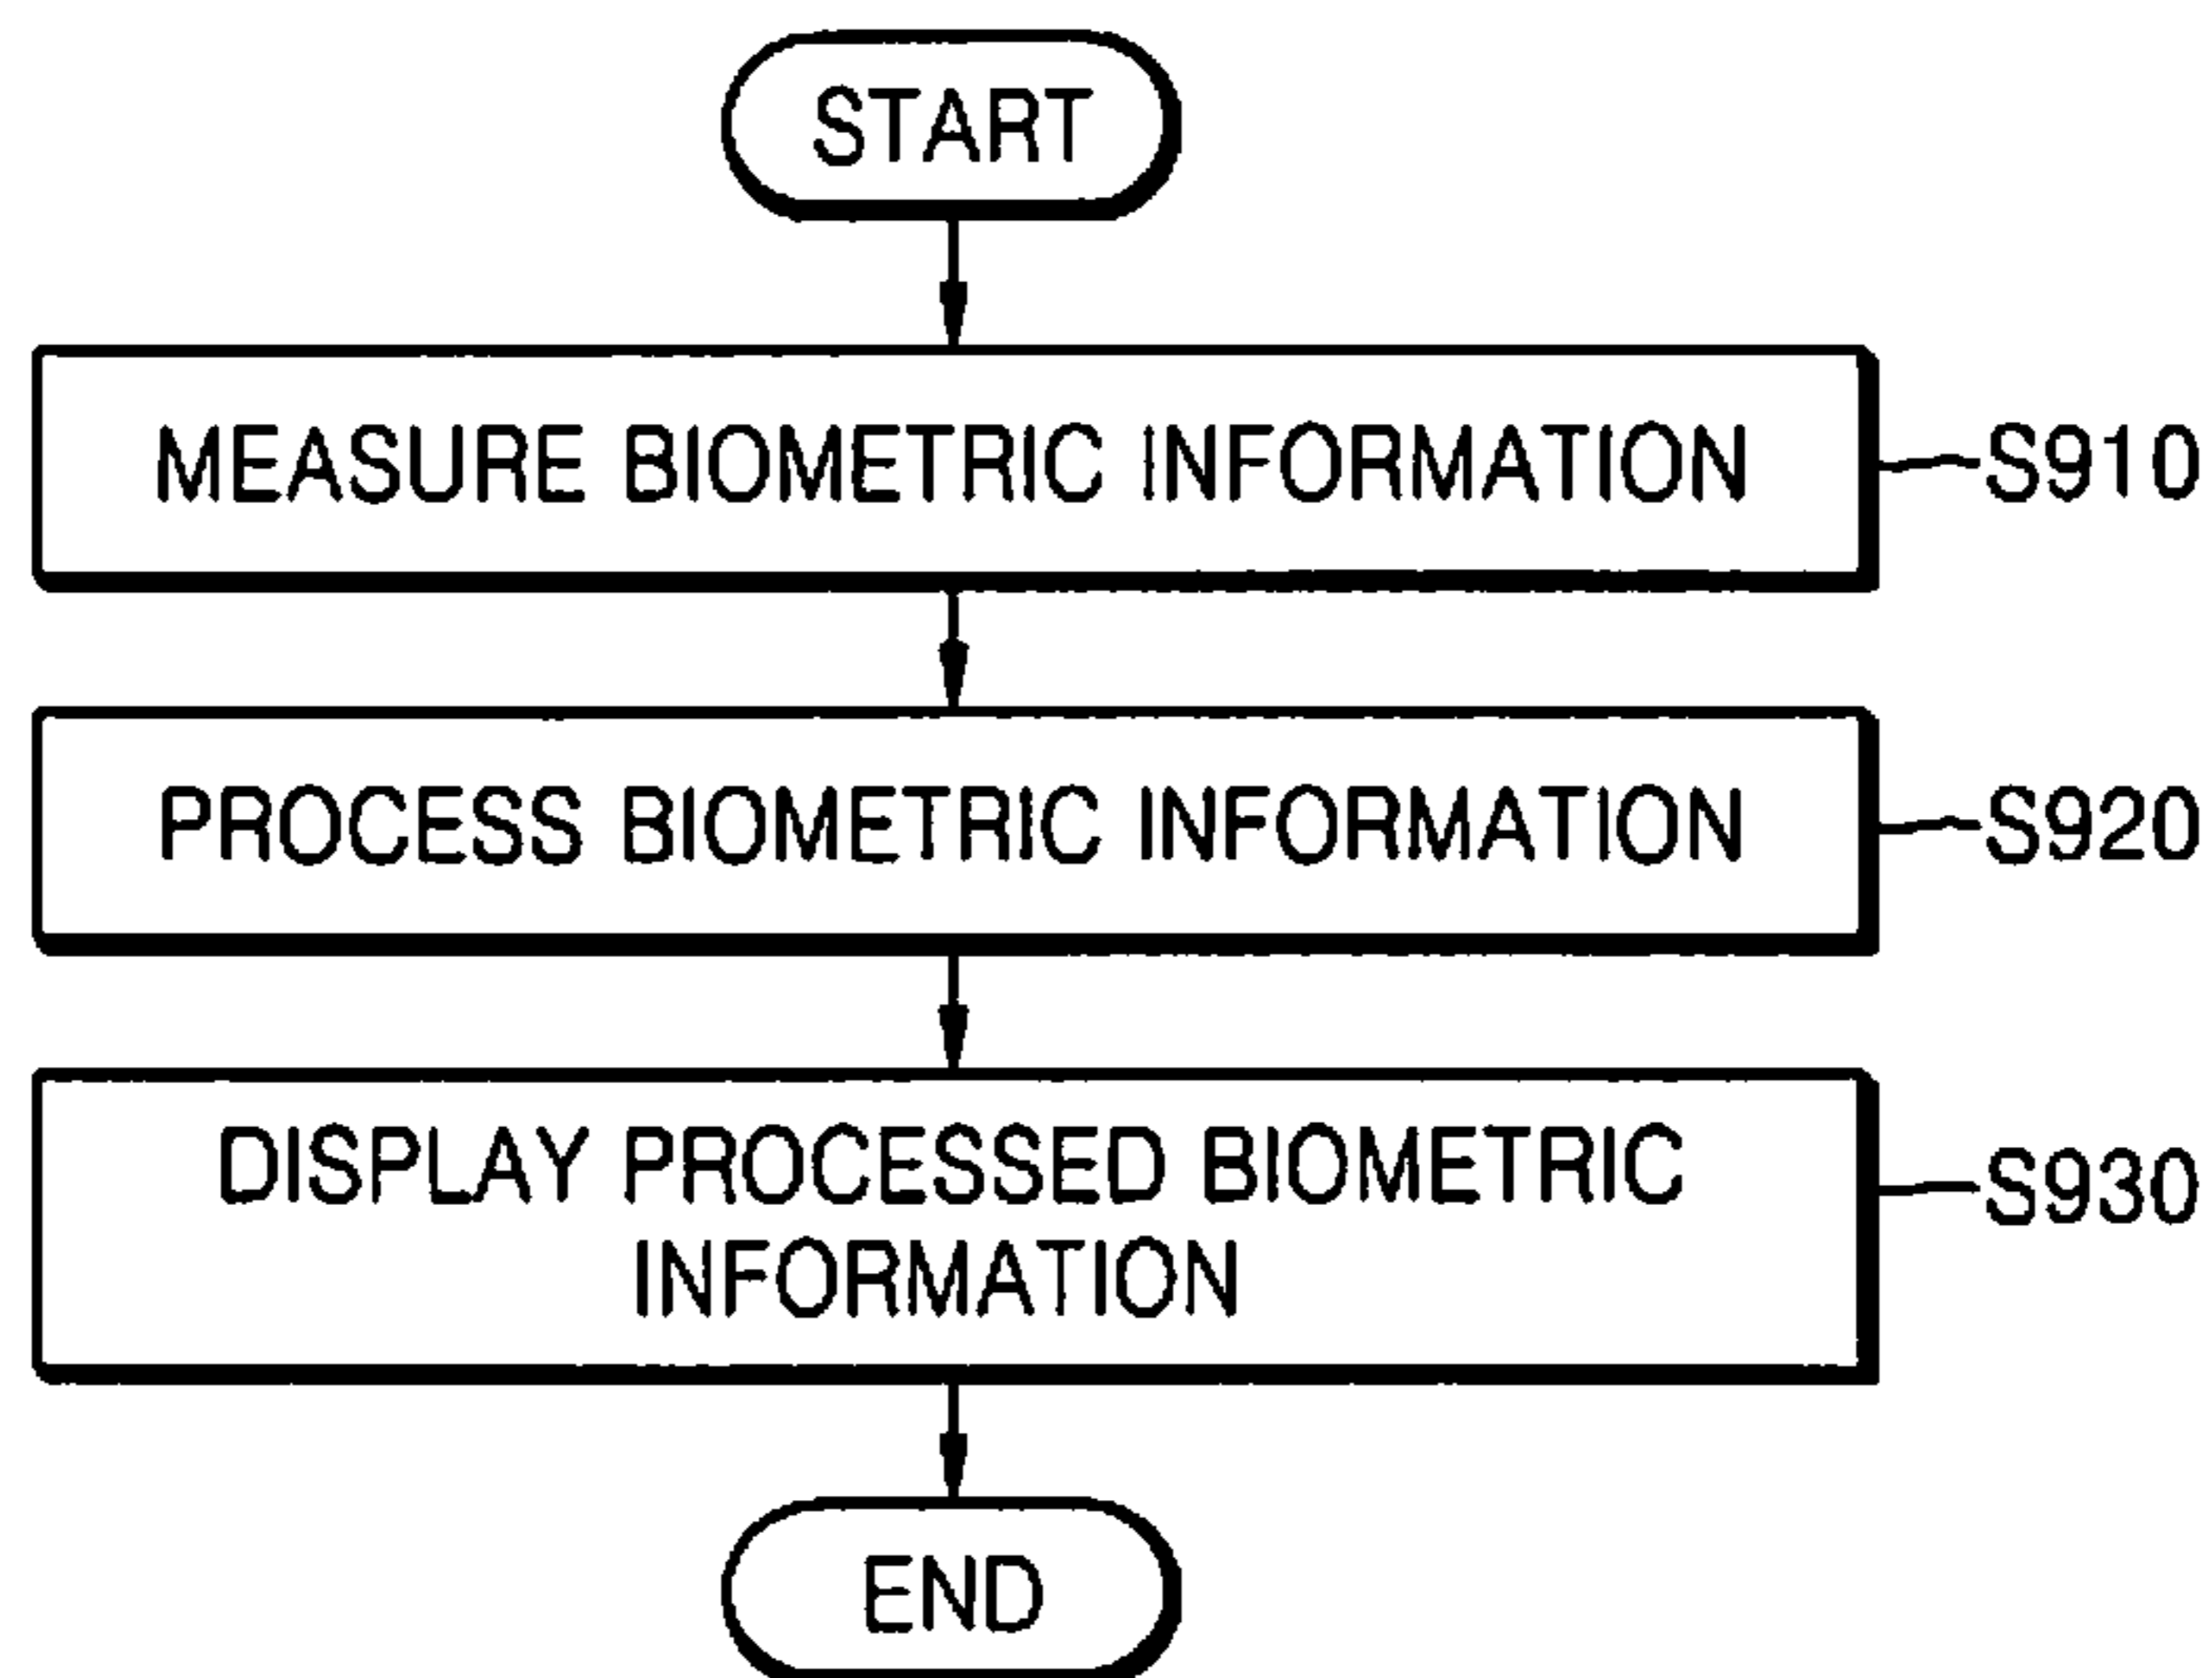 START
MEASURE BIOMETRIC INFORMATION
S910
PROCESS BIOMETRIC INFORMATION
S920
DISPLAY PROCESSED BIOMETRIC
INFORMATION
S930
END